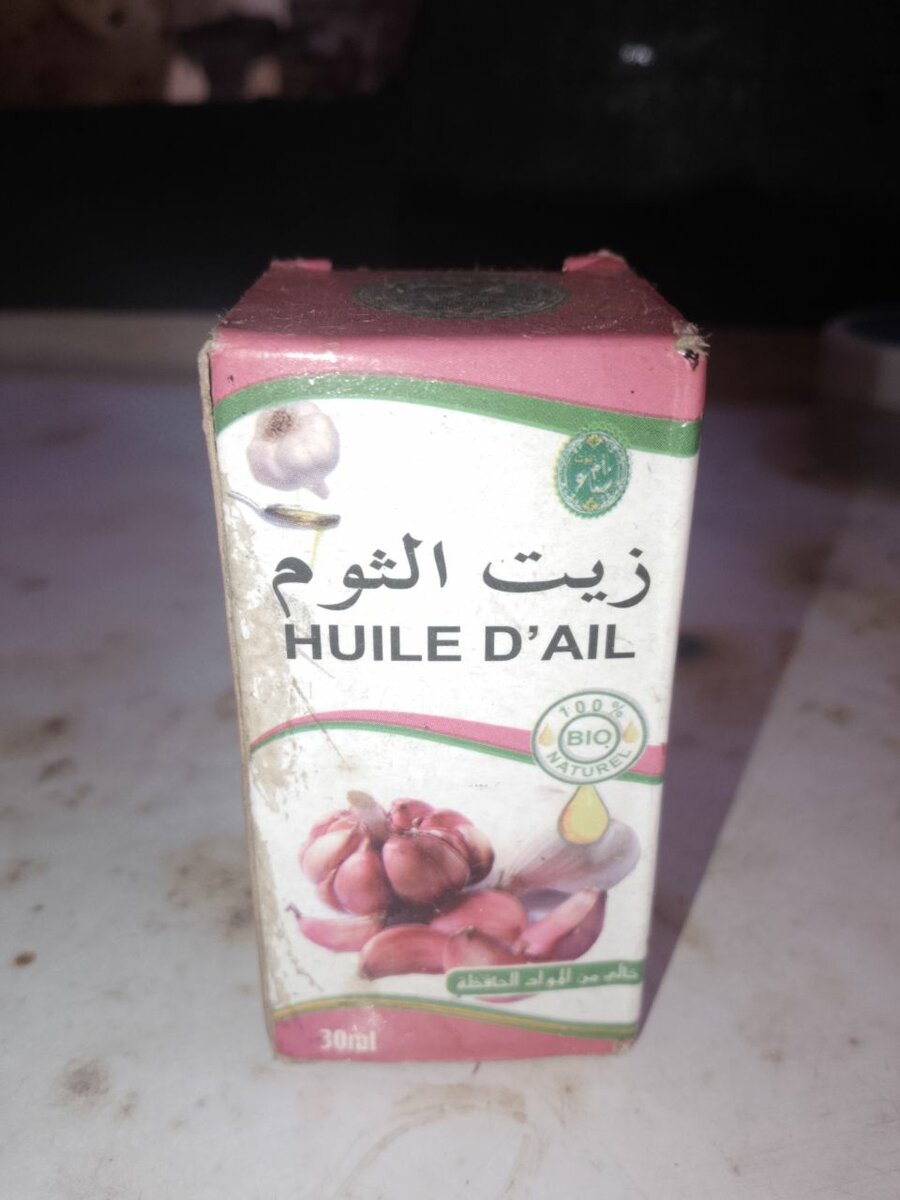 زيت الثوم
HUILE D'AIL
100%
BIO
NATUREL
خالي من المواد الحافظة
30ml